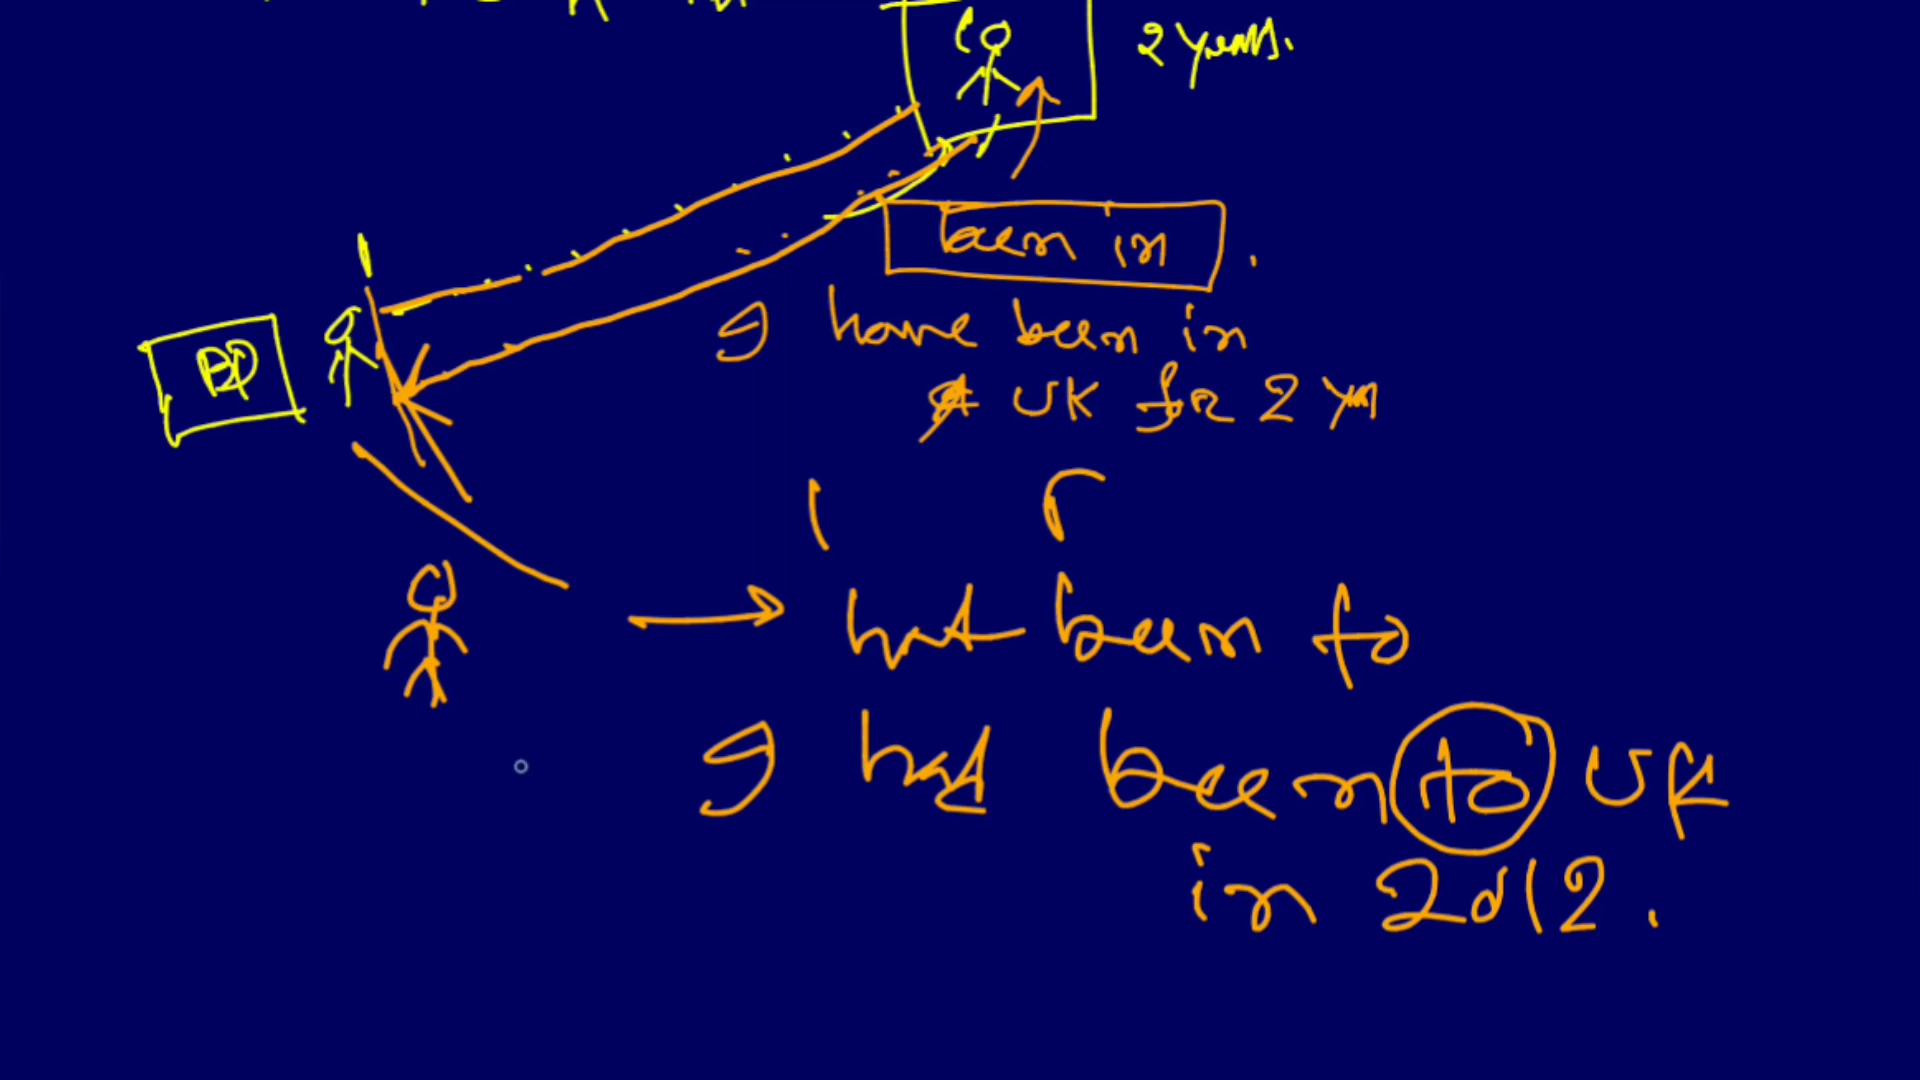 2 years.
been in .
I have been in
UK for 2 yrs
been to
I had been to UK
in 2012.